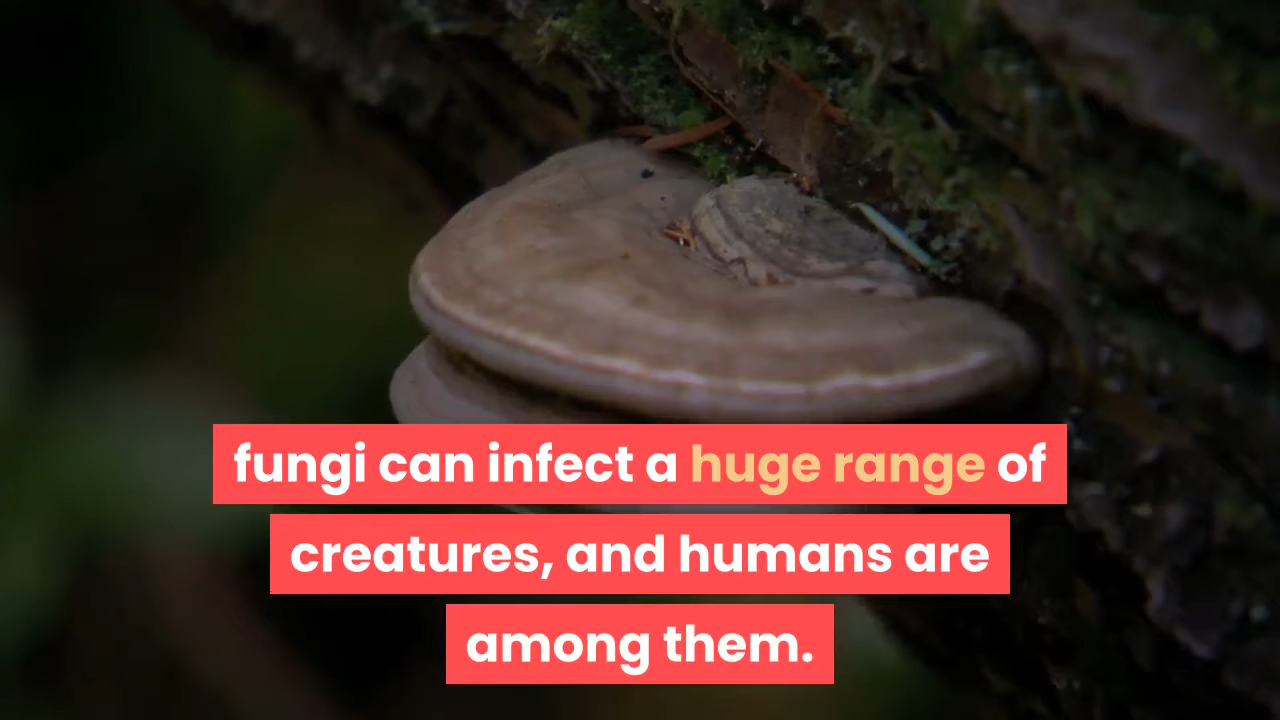 fungi can infect a huge range of
creatures, and humans are
among them.